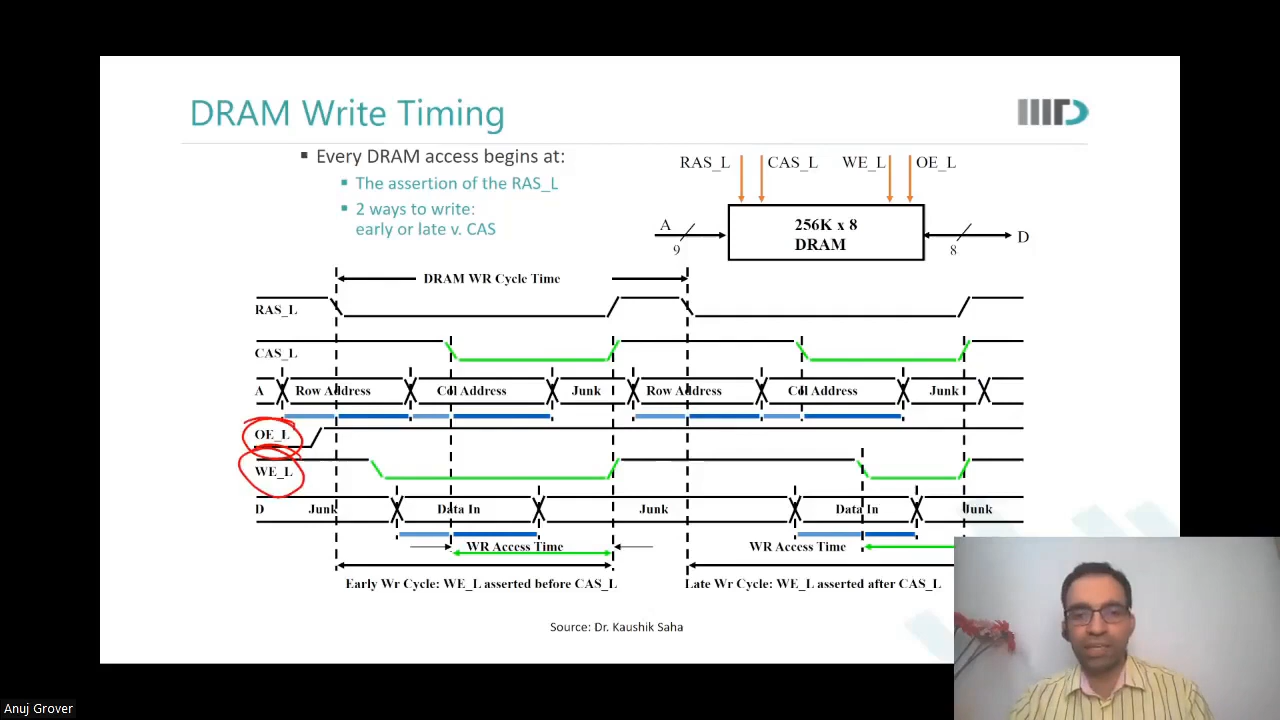 DRAM Write Timing
IIITD
▪ Every DRAM access begins at:
▪ The assertion of the RAS_L
▪ 2 ways to write:
early or late v. CAS
RAS_L CAS_L WE_L OE_L
A 9 256K x 8 8 D
DRAM
DRAM WR Cycle Time
RAS_L
CAS_L
A Row Address Col Address Junk Row Address Col Address Junk
OE_L
WE_L
D Junk Data In Junk Data In Junk
WR Access Time WR Access Time
Early Wr Cycle: WE_L asserted before CAS_L Late Wr Cycle: WE_L asserted after CAS_L
Source: Dr. Kaushik Saha
Anuj Grover